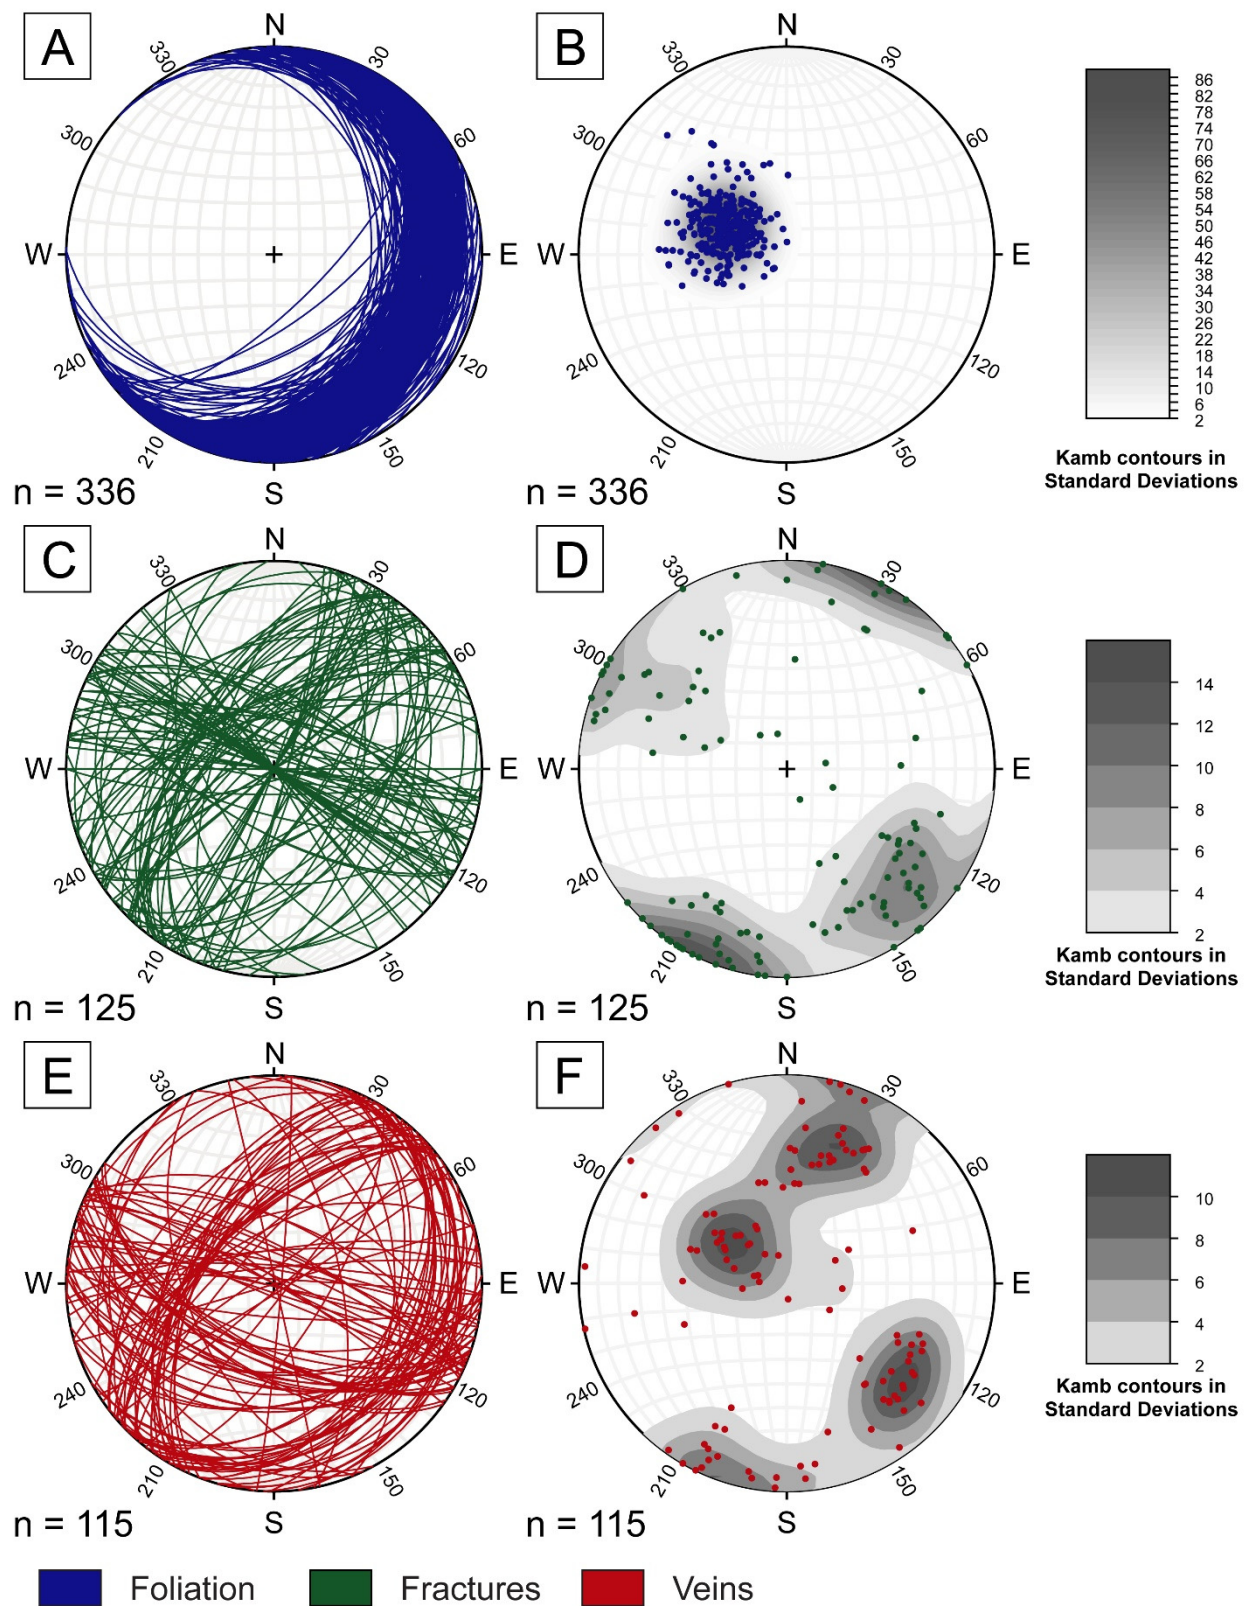 A
N
30
60
E
120
150
S
210
240
W
300
330
n = 336
B
N
30
60
E
120
150
S
210
240
W
300
330
n = 336
86
82
78
74
70
66
62
58
54
50
46
42
38
34
30
26
22
18
14
10
6
2
Kamb contours in
Standard Deviations
C
N
30
60
E
120
150
S
210
240
W
300
330
n = 125
D
N
30
60
E
120
150
S
210
240
W
300
330
n = 125
14
12
10
8
6
4
2
Kamb contours in
Standard Deviations
E
N
30
60
E
120
150
S
210
240
W
300
330
n = 115
F
N
30
60
E
120
150
S
210
240
W
300
330
n = 115
10
8
6
4
2
Kamb contours in
Standard Deviations
Foliation
Fractures
Veins